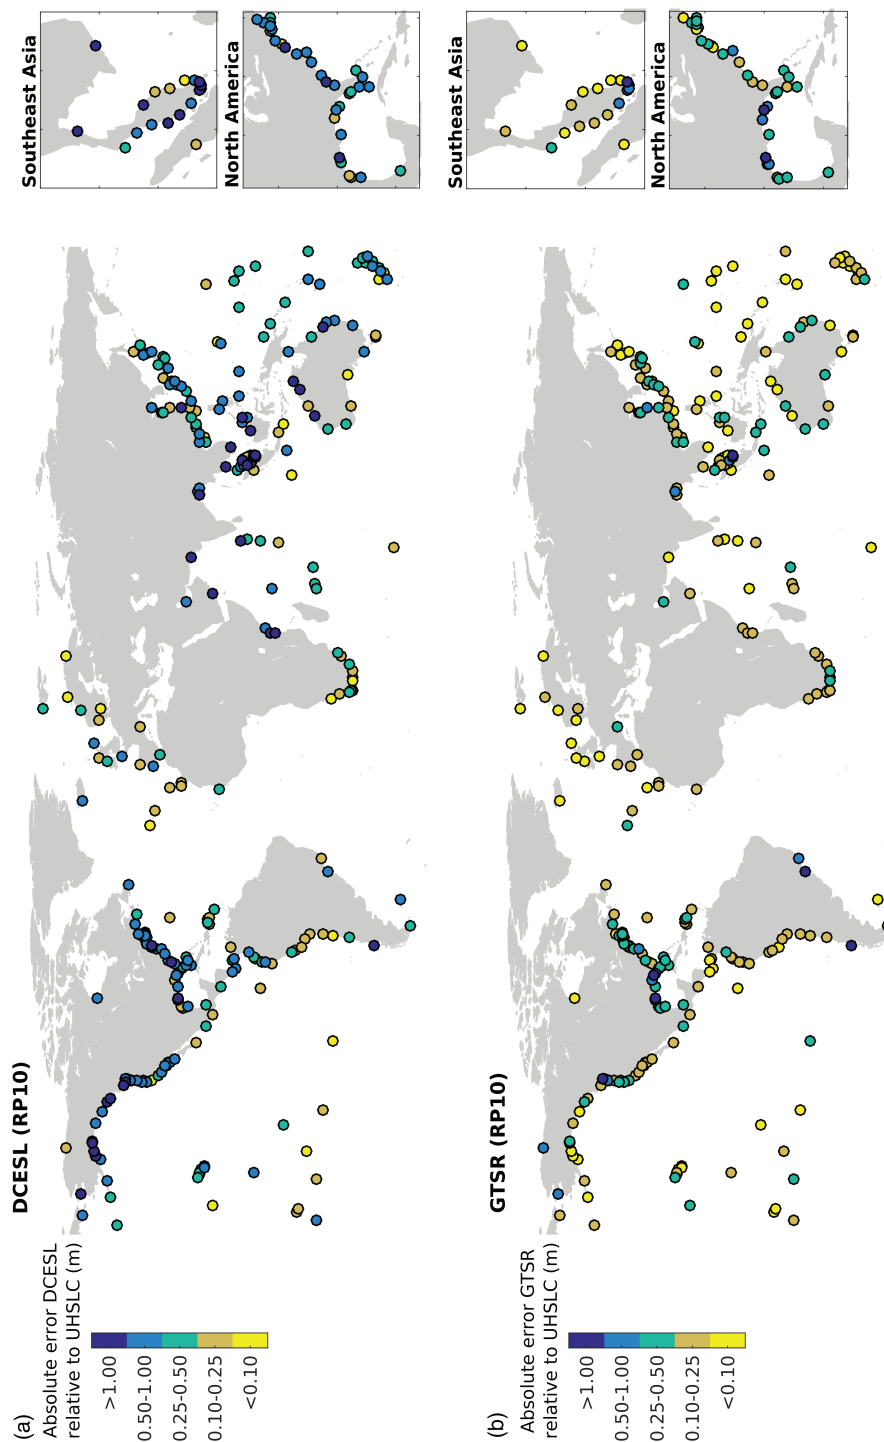 (a)
Absolute error DCESL
relative to UHSLC (m)
>1.00
0.50-1.00
0.25-0.50
0.10-0.25
<0.10
DCESL (RP10)
Southeast Asia
North America
(b)
Absolute error GTSR
relative to UHSLC (m)
>1.00
0.50-1.00
0.25-0.50
0.10-0.25
<0.10
GTSR (RP10)
Southeast Asia
North America